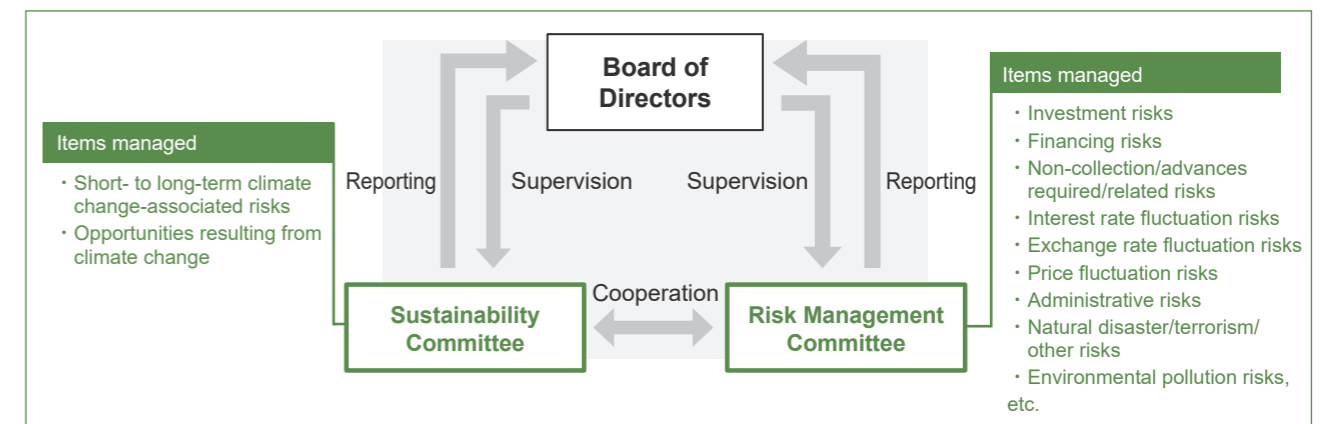 Board of
Directors
Items managed
・Short- to long-term climate
change-associated risks
・Opportunities resulting from
climate change
Reporting
Supervision
Supervision
Reporting
Items managed
・Investment risks
・Financing risks
・Non-collection/advances
required/related risks
・Interest rate fluctuation risks
・Exchange rate fluctuation risks
・Price fluctuation risks
・Administrative risks
・Natural disaster/terrorism/
other risks
・Environmental pollution risks,
etc.
Sustainability
Committee
Cooperation
Risk Management
Committee